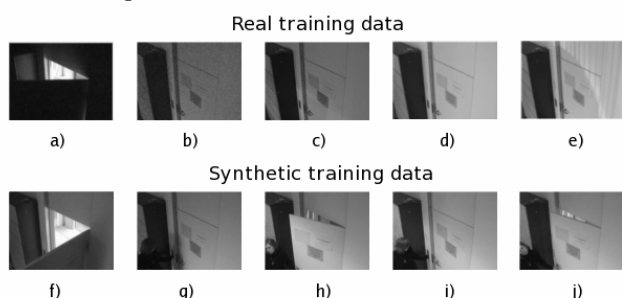 Real training data
a) b) c) d) e)
Synthetic training data
f) g) h) i) j)